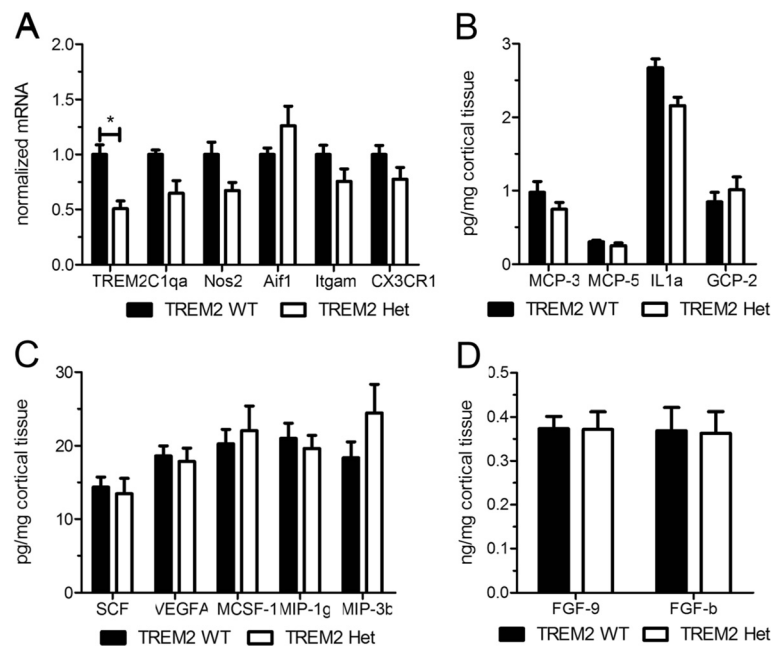 A
normalized mRNA
2.0
1.5
1.0
0.5
0.0
*
TREM2C1qa Nos2 Aif1 Itgam CX3CR1
TREM2 WT TREM2 Het
B
pg/mg cortical tissue
3
2
1
0
MCP-3 MCP-5 IL1a GCP-2
TREM2 WT TREM2 Het
C
pg/mg cortical tissue
30
20
10
0
SCF VEGFA MCSF-1 MIP-1g MIP-3b
TREM2 WT TREM2 Het
D
ng/mg cortical tissue
0.5
0.4
0.3
0.2
0.1
0.0
FGF-9 FGF-b
TREM2 WT TREM2 Het